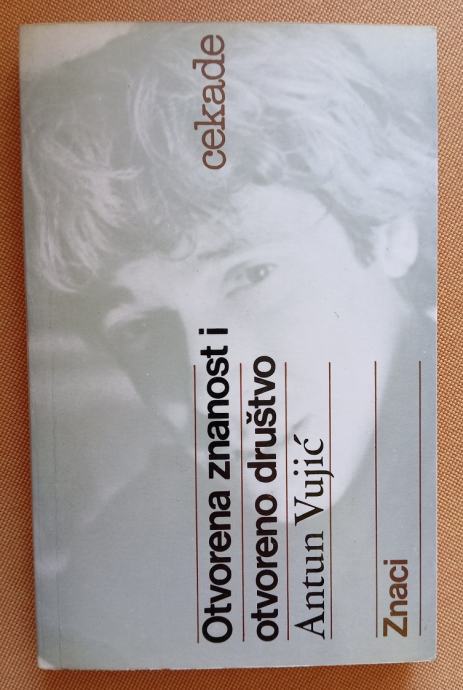 cekade
Otvorena znanost i
otvoreno društvo
Antun Vujić
Znaci